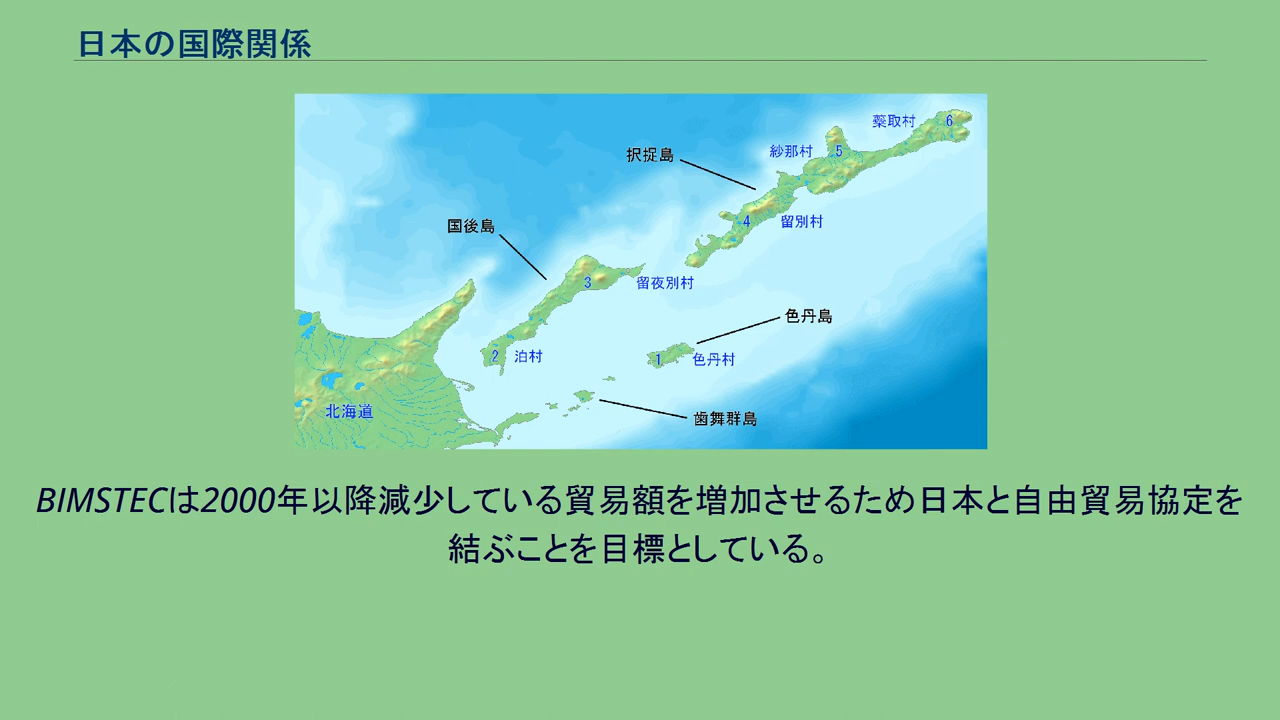 日本の国際関係
蘂取村
6
紗那村
5
択捉島
4
留別村
国後島
3
留夜別村
色丹島
2
泊村
1
色丹村
北海道
歯舞群島
BIMSTECは2000年以降減少している貿易額を増加させるため日本と自由貿易協定を
結ぶことを目標としている。